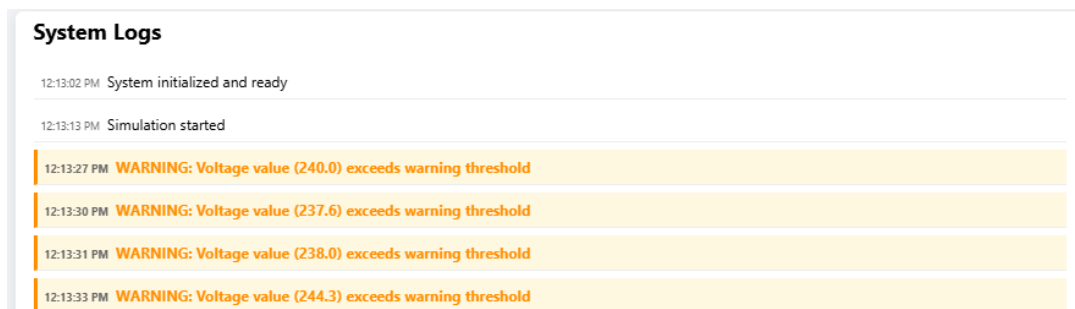 System Logs
12:13:02 PM System initialized and ready
12:13:13 PM Simulation started
12:13:27 PM WARNING: Voltage value (240.0) exceeds warning threshold
12:13:30 PM WARNING: Voltage value (237.6) exceeds warning threshold
12:13:31 PM WARNING: Voltage value (238.0) exceeds warning threshold
12:13:33 PM WARNING: Voltage value (244.3) exceeds warning threshold